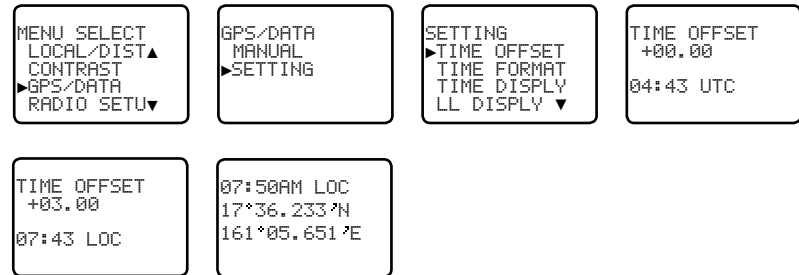 MENU SELECT
LOCAL/DIST▲
CONTRAST
►GPS/DATA
RADIO SETU▼
GPS/DATA
MANUAL
►SETTING
SETTING
►TIME OFFSET
TIME FORMAT
TIME DISPLY
LL DISPLY ▼
TIME OFFSET
+00.00
04:43 UTC
TIME OFFSET
+03.00
07:43 LOC
07:50AM LOC
17°36.233'N
161°05.651'E